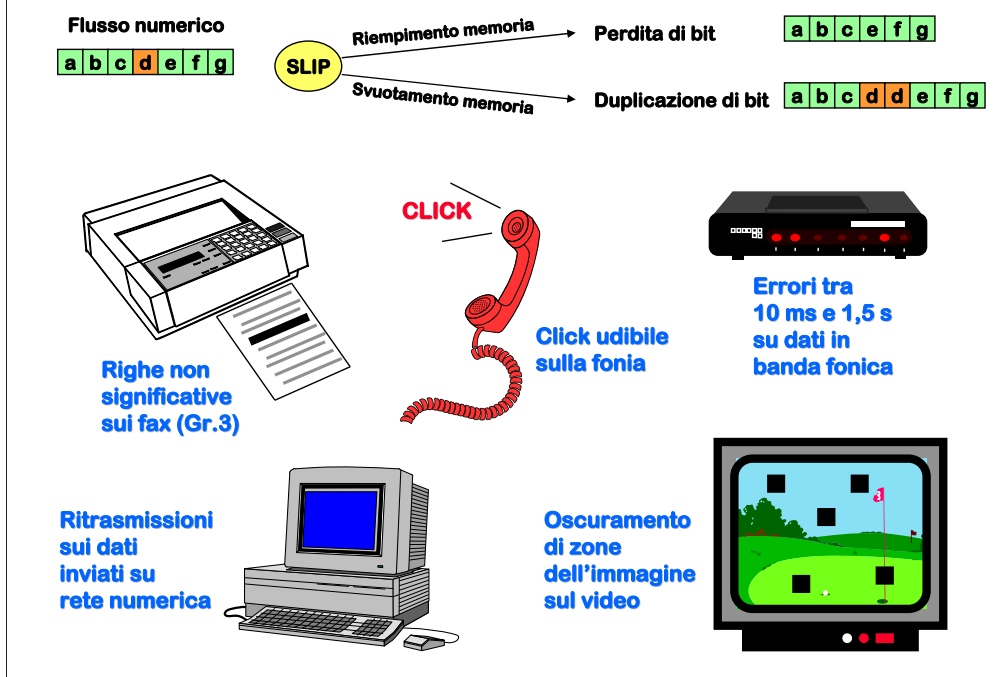 Flusso numerico
a b c d e f g
SLIP
Riempimento memoria
Svuotamento memoria
Perdita di bit
a b c e f g
Duplicazione di bit
a b c d d e f g
CLICK
Righe non
significative
sui fax (Gr.3)
Click udibile
sulla fonia
Errori tra
10 ms e 1,5 s
su dati in
banda fonica
Ritrasmissioni
sui dati
inviati su
rete numerica
Oscuramento
di zone
dell'immagine
sul video
3